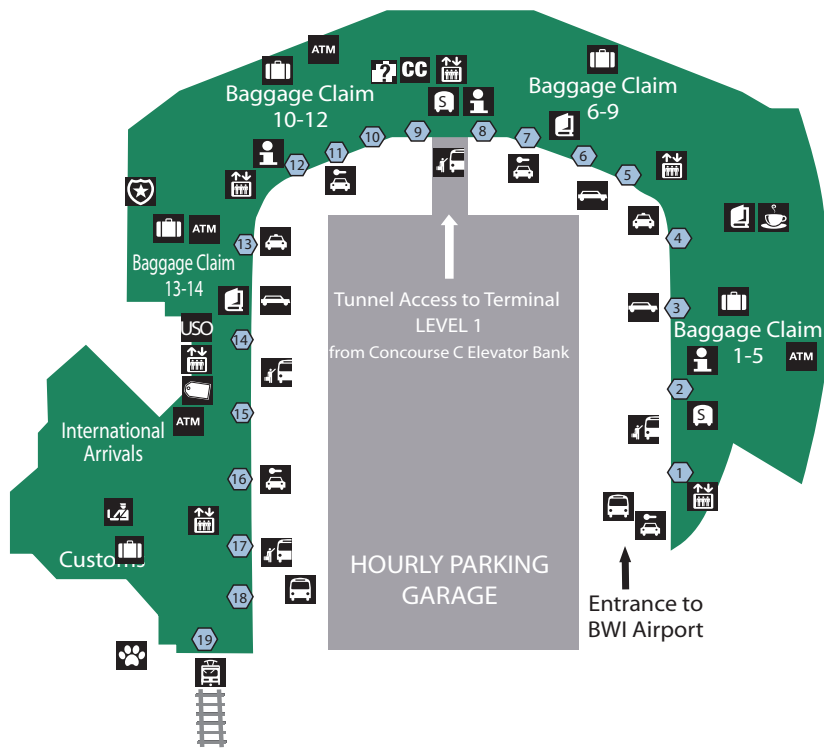 ATM
CC
S
Baggage Claim
10-12
Baggage Claim
6-9
10
9
8
7
11
12
6
5
ATM
Baggage Claim
13-14
13
4
Tunnel Access to Terminal
LEVEL 1
from Concourse C Elevator Bank
3
Baggage Claim
1-5
ATM
USO
14
2
ATM
15
S
International
Arrivals
16
1
Customs
17
18
19
HOURLY PARKING
GARAGE
Entrance to
BWI Airport